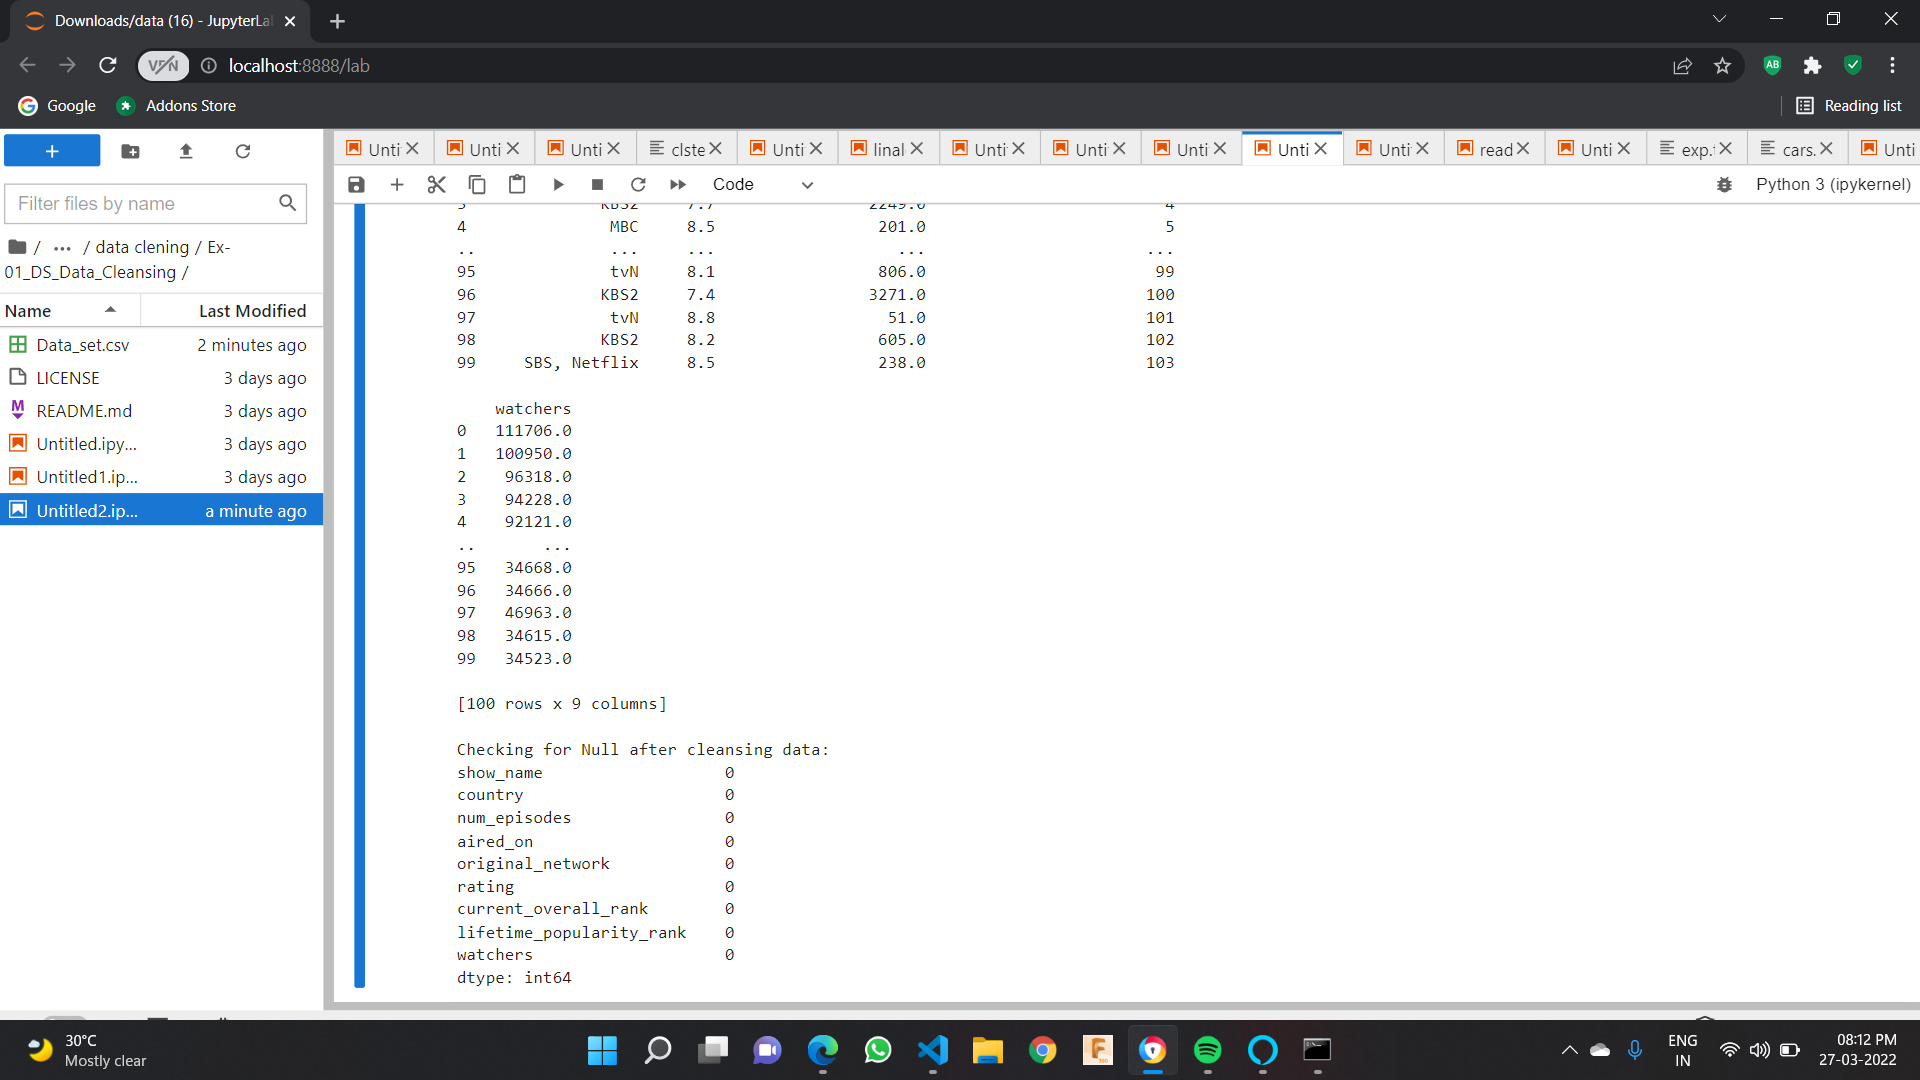 Downloads/data (16) - JupyterLa
VPN
localhost:8888/lab
AB
Google
Addons Store
Reading list
Unti
Unti
Unti
clste
Unti
linal
Unti
Unti
Unti
Unti
Unti
read
Unti
exp.
cars.
Unti
Code
Python 3 (ipykernel)
Filter files by name
/ ... / data clening / Ex-
01_DS_Data_Cleansing /
Name Last Modified
Data_set.csv 2 minutes ago
LICENSE 3 days ago
README.md 3 days ago
Untitled.ipy... 3 days ago
Untitled1.ip... 3 days ago
Untitled2.ip... a minute ago
3 KBS2 7.7 2249.0 4
4 MBC 8.5 201.0 5
.. ... ... ... ...
95 tvN 8.1 806.0 99
96 KBS2 7.4 3271.0 100
97 tvN 8.8 51.0 101
98 KBS2 8.2 605.0 102
99 SBS, Netflix 8.5 238.0 103
watchers
0 111706.0
1 100950.0
2 96318.0
3 94228.0
4 92121.0
.. ...
95 34668.0
96 34666.0
97 46963.0
98 34615.0
99 34523.0
[100 rows x 9 columns]
Checking for Null after cleansing data:
show_name 0
country 0
num_episodes 0
aired_on 0
original_network 0
rating 0
current_overall_rank 0
lifetime_popularity_rank 0
watchers 0
dtype: int64
30°C
Mostly clear
ENG
IN
08:12 PM
27-03-2022